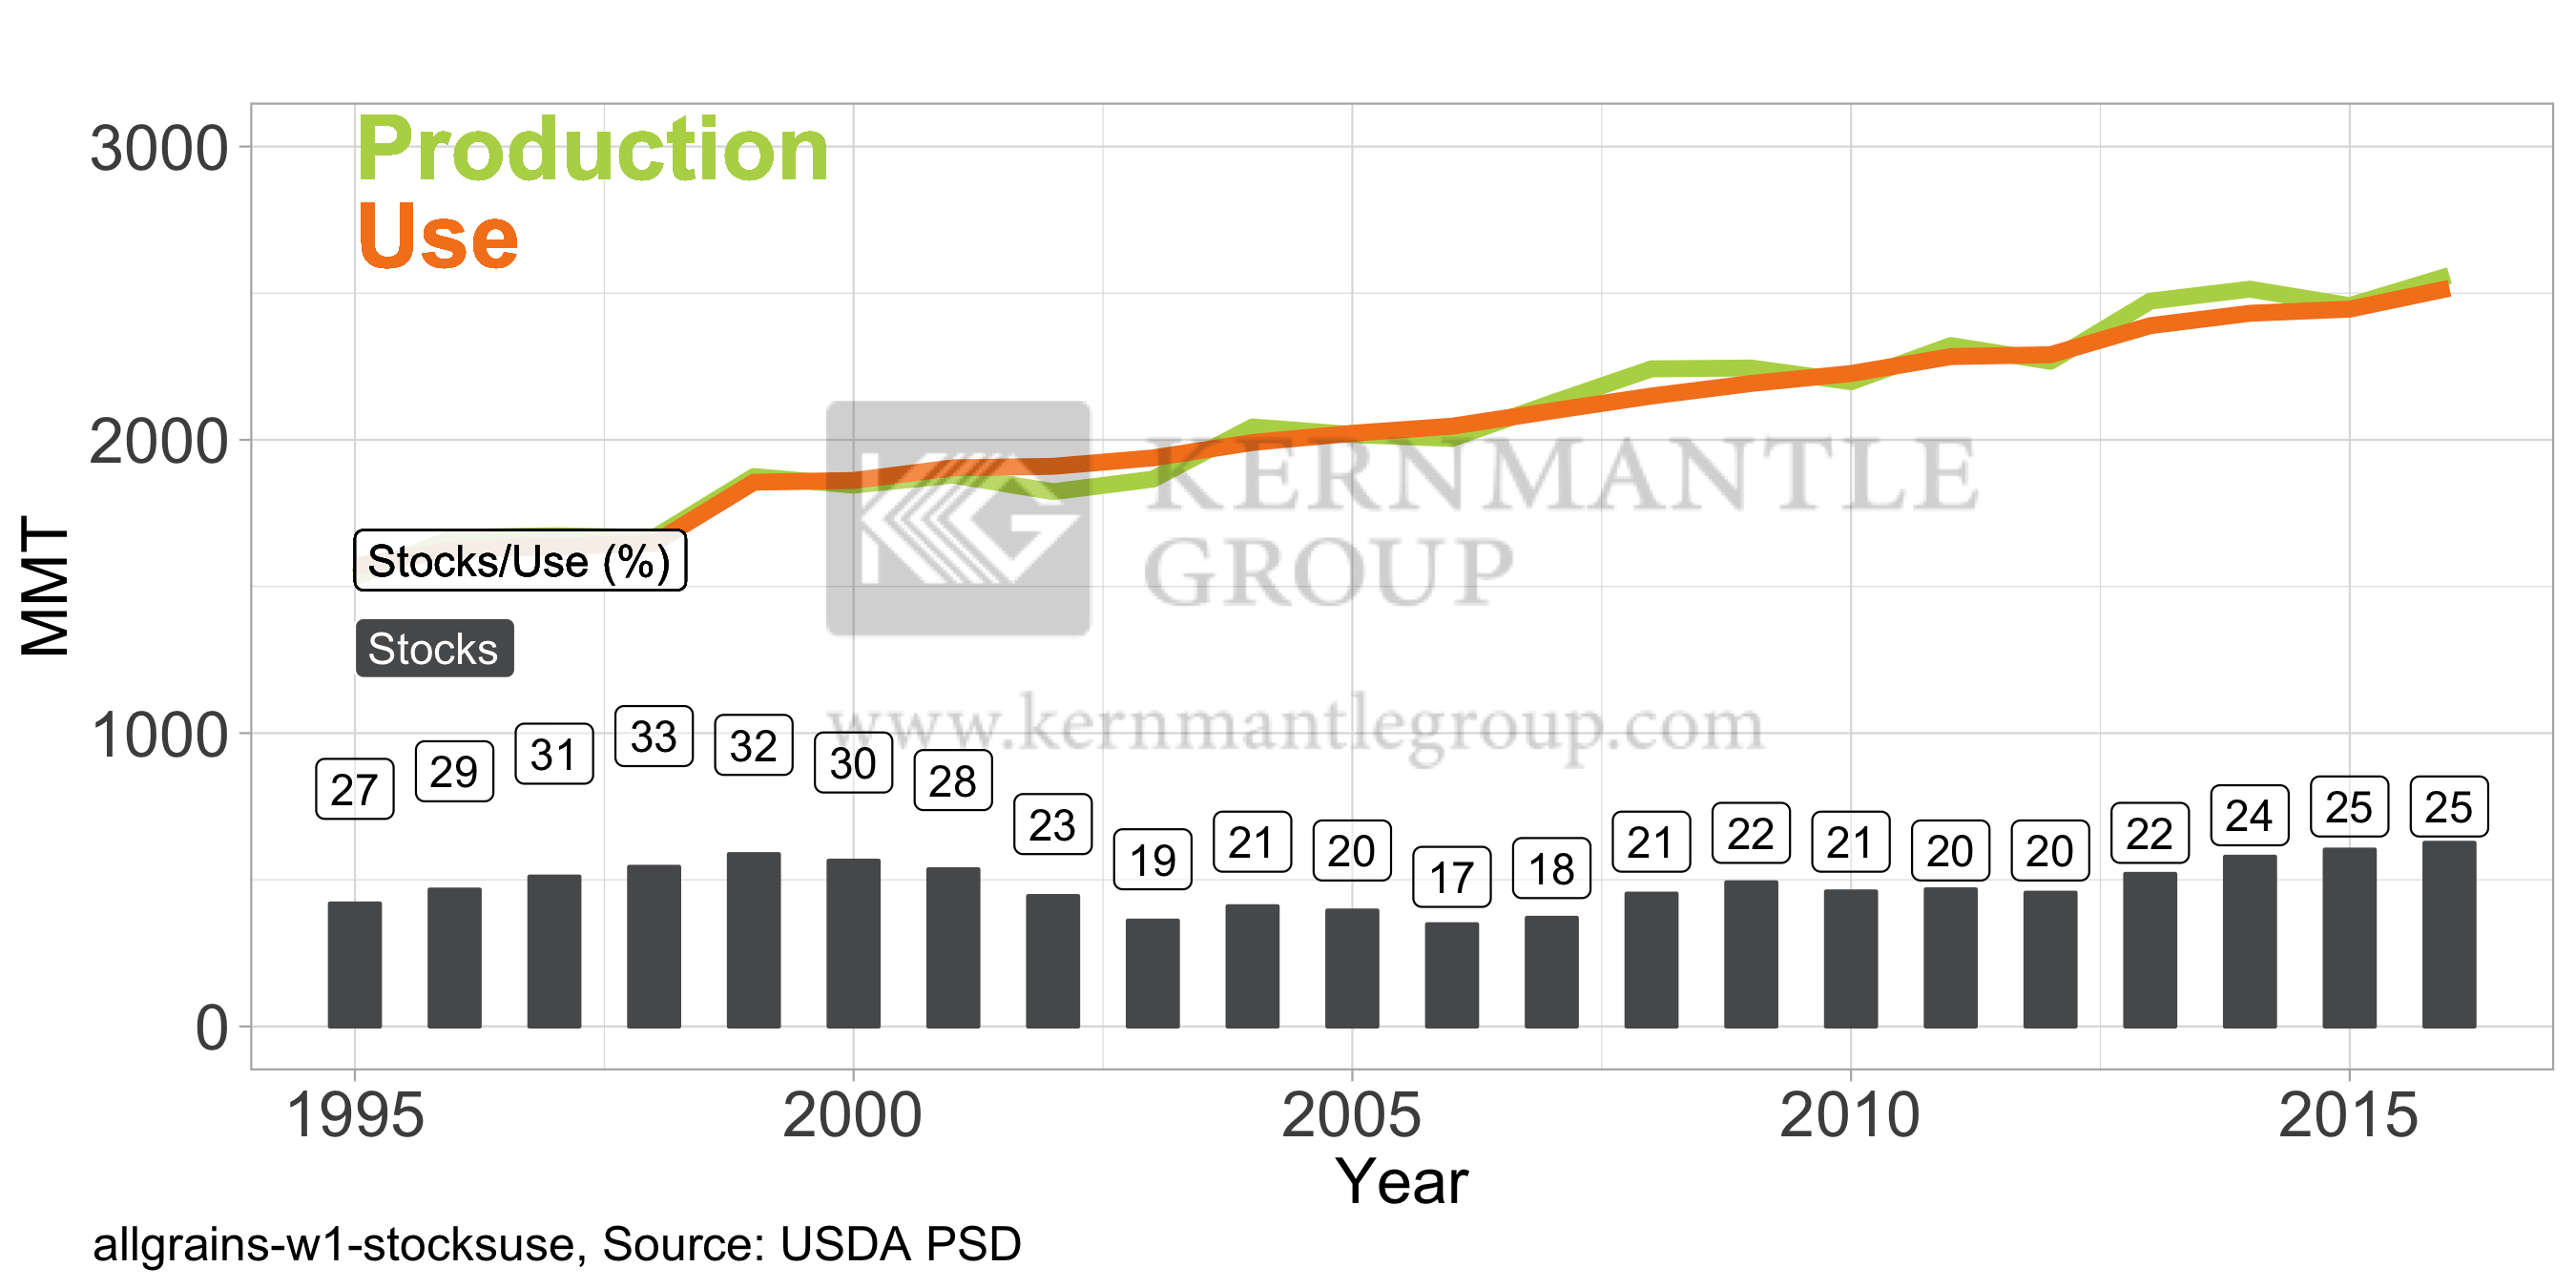 3000
2000
1000
0
MMT
Production
Use
Stocks/Use (%)
Stocks
KG
KERNMANTLE
GROUP
www.kernmantlegroup.com
27 29 31 33 32 30 28 23 19 21 20 17 18 21 22 21 20 20 22 24 25 25
1995 2000 2005 2010 2015
Year
allgrains-w1-stocksuse, Source: USDA PSD